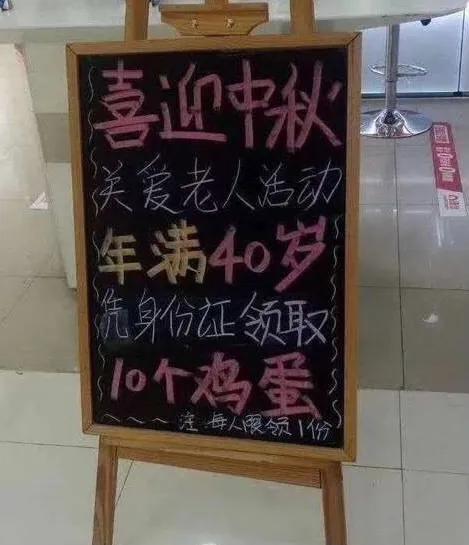 喜迎中秋
关爱老人活动
年满40岁
凭身份证领取
10个鸡蛋
注 每人限领1份